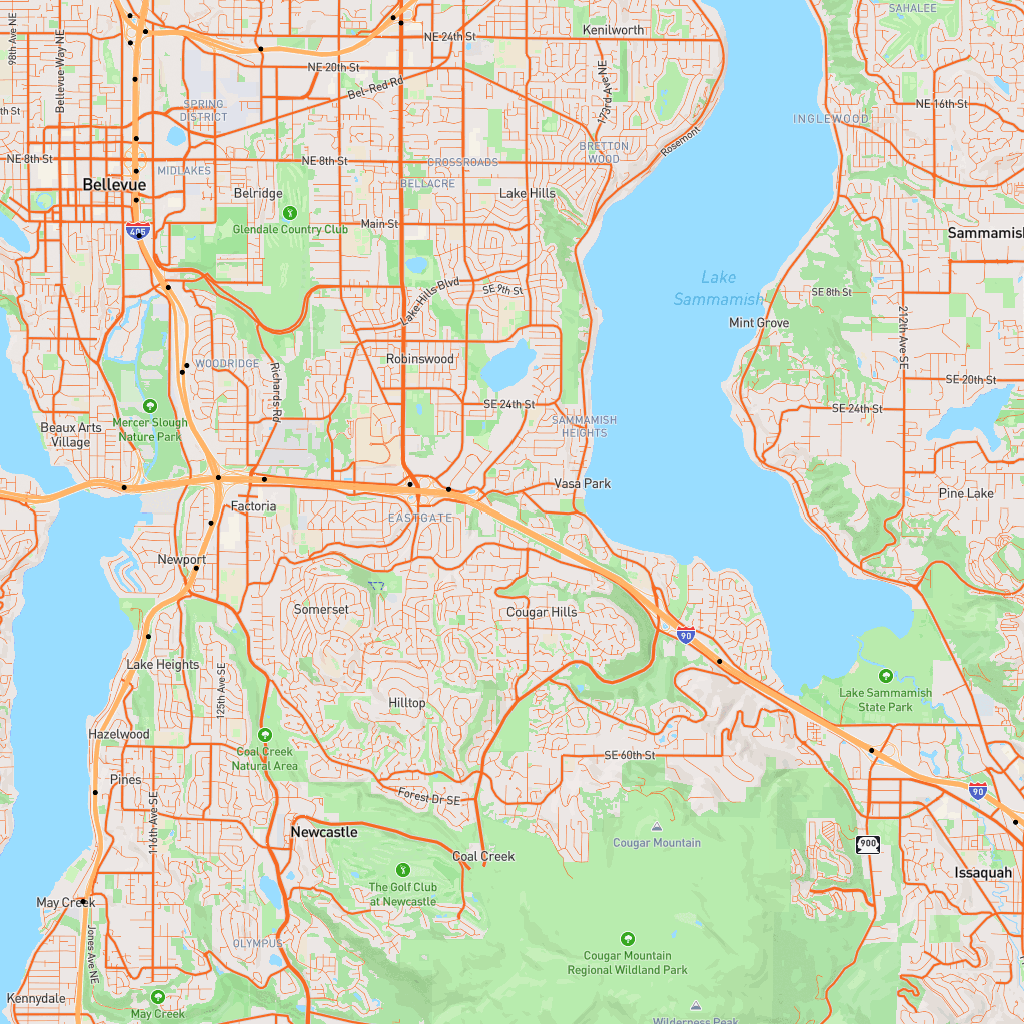 SAHALEE
98th Ave NE
Bellevue Way NE
Kenilworth
NE 24th St
NE 20th St
Bel-Red Rd
173rd Ave NE
SPRING
DISTRICT
NE 16th St
INGLEWOOD
BRETTON
WOOD
Rosemont
NE 8th St
NE 8th St
CROSSROADS
MIDLAKES
Bellevue
BELLACRE
Belridge
Lake Hills
Main St
Glendale Country Club
405
Sammamish
Lake
Sammamish
Lake Hills Blvd
SE 9th St
SE 8th St
Mint Grove
212th Ave SE
Robinswood
WOODRIDGE
Richards Rd
SE 20th St
SE 24th St
SE 24th St
Mercer Slough
Nature Park
Beaux Arts
Village
SAMMAMISH
HEIGHTS
Vasa Park
Pine Lake
Factoria
EASTGATE
Newport
Somerset
Cougar Hills
90
Lake Heights
125th Ave SE
Lake Sammamish
State Park
Hilltop
Hazelwood
Coal Creek
Natural Area
SE 60th St
Pines
90
Forest Dr SE
116th Ave SE
Newcastle
Cougar Mountain
900
Coal Creek
Issaquah
The Golf Club
at Newcastle
May Creek
Jones Ave NE
OLYMPUS
Cougar Mountain
Regional Wildland Park
Kennydale
May Creek
Wilderness Peak